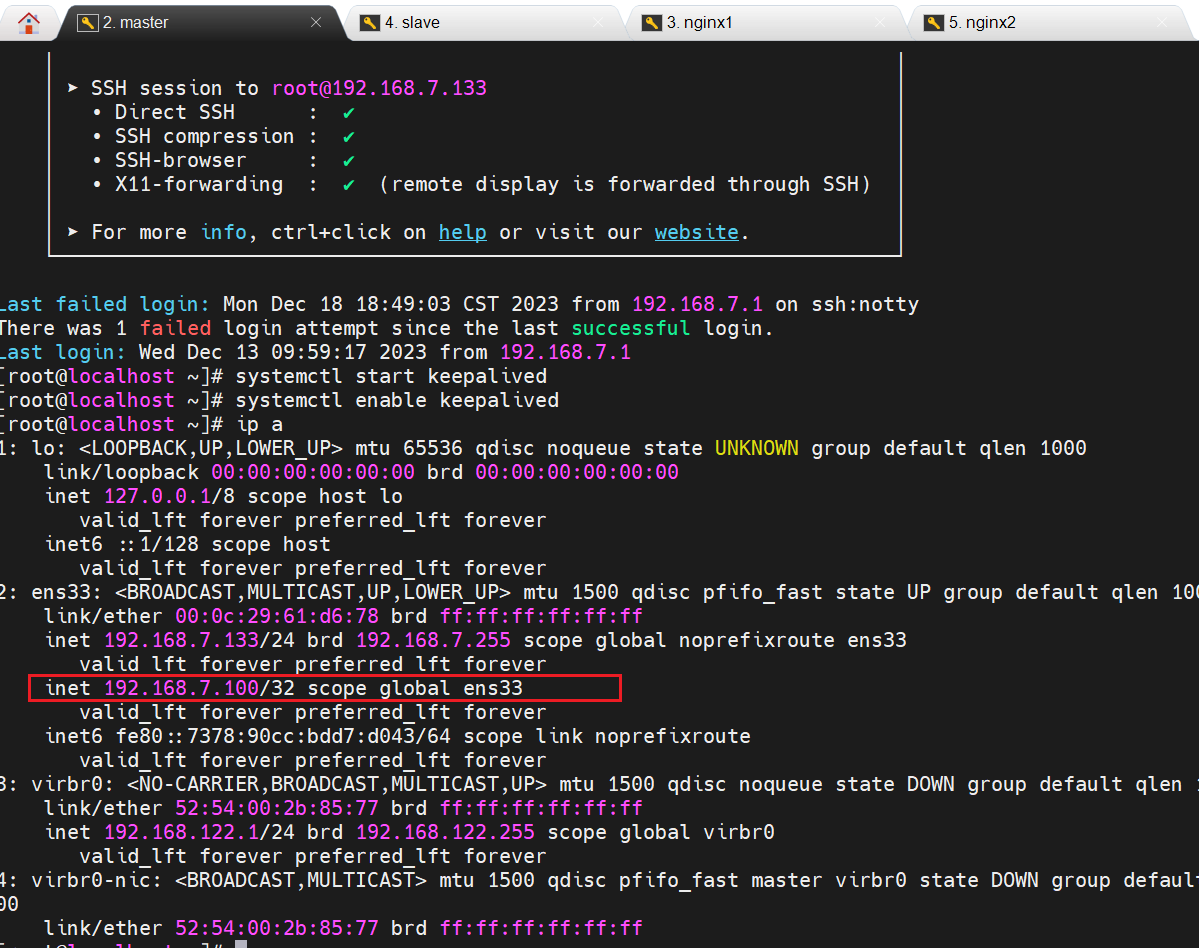 2. master
4. slave
3. nginx1
5. nginx2
➤ SSH session to root@192.168.7.133
• Direct SSH : ✔
• SSH compression : ✔
• SSH-browser : ✔
• X11-forwarding : ✔ (remote display is forwarded through SSH)
➤ For more info, ctrl+click on help or visit our website.
Last failed login: Mon Dec 18 18:49:03 CST 2023 from 192.168.7.1 on ssh:notty
There was 1 failed login attempt since the last successful login.
Last login: Wed Dec 13 09:59:17 2023 from 192.168.7.1
[root@localhost ~]# systemctl start keepalived
[root@localhost ~]# systemctl enable keepalived
[root@localhost ~]# ip a
1: lo: <LOOPBACK,UP,LOWER_UP> mtu 65536 qdisc noqueue state UNKNOWN group default qlen 1000
link/loopback 00:00:00:00:00:00 brd 00:00:00:00:00:00
inet 127.0.0.1/8 scope host lo
valid_lft forever preferred_lft forever
inet6 ::1/128 scope host
valid_lft forever preferred_lft forever
2: ens33: <BROADCAST,MULTICAST,UP,LOWER_UP> mtu 1500 qdisc pfifo_fast state UP group default qlen 100
link/ether 00:0c:29:61:d6:78 brd ff:ff:ff:ff:ff:ff
inet 192.168.7.133/24 brd 192.168.7.255 scope global noprefixroute ens33
valid_lft forever preferred_lft forever
inet 192.168.7.100/32 scope global ens33
valid_lft forever preferred_lft forever
inet6 fe80::7378:90cc:bdd7:d043/64 scope link noprefixroute
valid_lft forever preferred_lft forever
3: virbr0: <NO-CARRIER,BROADCAST,MULTICAST,UP> mtu 1500 qdisc noqueue state DOWN group default qlen 1
link/ether 52:54:00:2b:85:77 brd ff:ff:ff:ff:ff:ff
inet 192.168.122.1/24 brd 192.168.122.255 scope global virbr0
valid_lft forever preferred_lft forever
4: virbr0-nic: <BROADCAST,MULTICAST> mtu 1500 qdisc pfifo_fast master virbr0 state DOWN group default
00
link/ether 52:54:00:2b:85:77 brd ff:ff:ff:ff:ff:ff